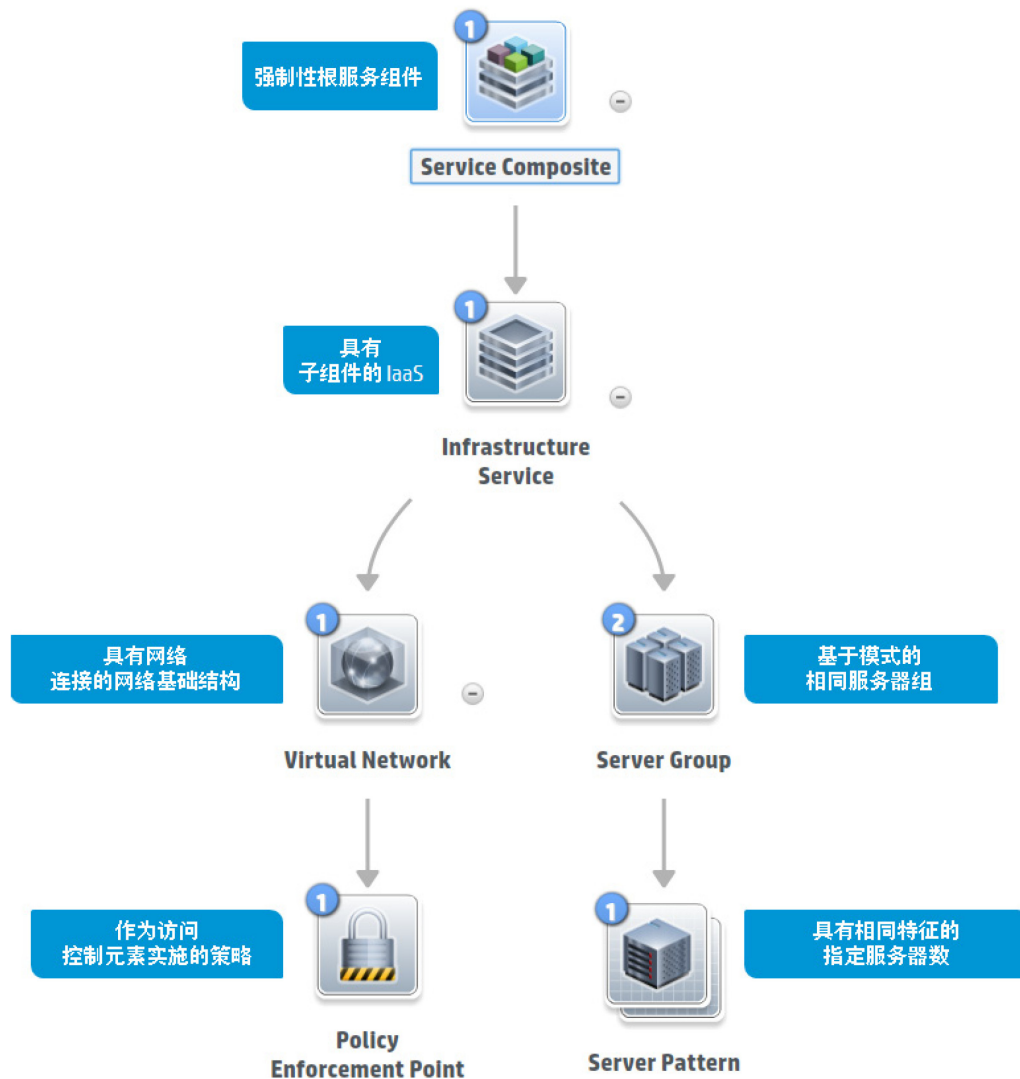 1
强制性根服务组件
Service Composite
1
具有
子组件的 IaaS
Infrastructure
Service
1
具有网络
连接的网络基础结构
Virtual Network
2
基于模式的
相同服务器组
Server Group
1
作为访问
控制元素实施的策略
Policy
Enforcement Point
1
具有相同特征的
指定服务器数
Server Pattern